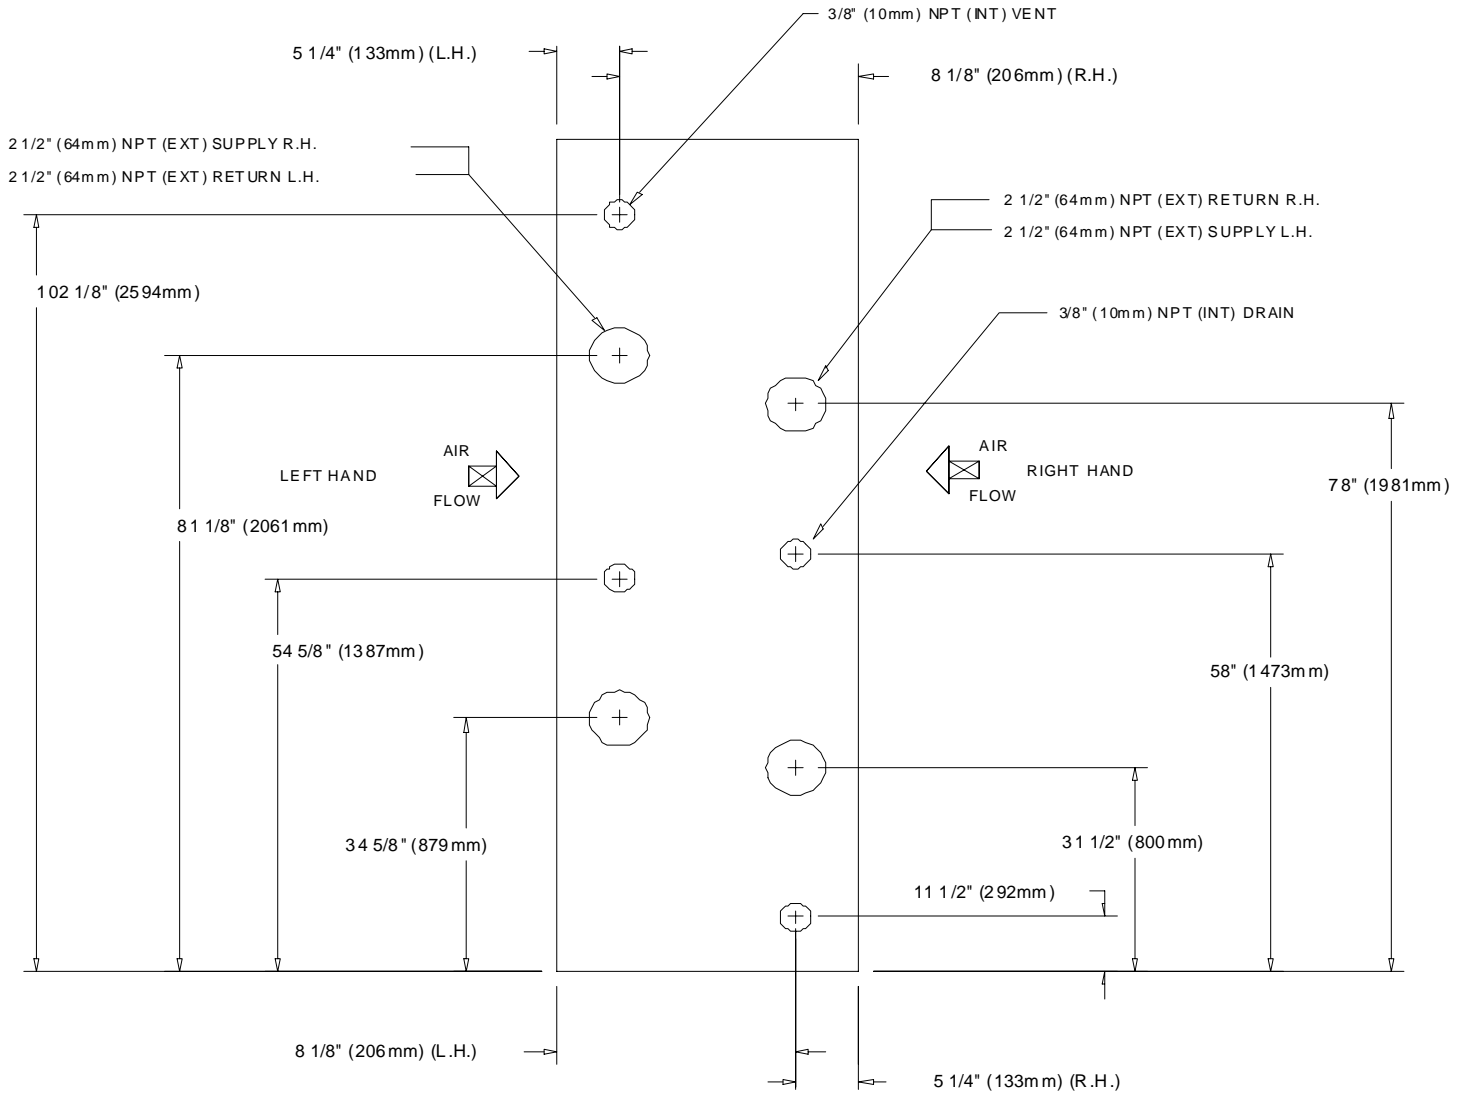 3/8" (10mm) NPT (INT) VENT
5 1/4" (133mm) (L.H.)
8 1/8" (206mm) (R.H.)
2 1/2" (64mm) NPT (EXT) SUPPLY R.H.
2 1/2" (64mm) NPT (EXT) RETURN L.H.
2 1/2" (64mm) NPT (EXT) RETURN R.H.
2 1/2" (64mm) NPT (EXT) SUPPLY L.H.
102 1/8" (2594mm)
3/8" (10mm) NPT (INT) DRAIN
AIR
LEFT HAND
FLOW
AIR
RIGHT HAND
FLOW
78" (1981mm)
81 1/8" (2061mm)
54 5/8" (1387mm)
58" (1473mm)
34 5/8" (879mm)
31 1/2" (800mm)
11 1/2" (292mm)
8 1/8" (206mm) (L.H.)
5 1/4" (133mm) (R.H.)